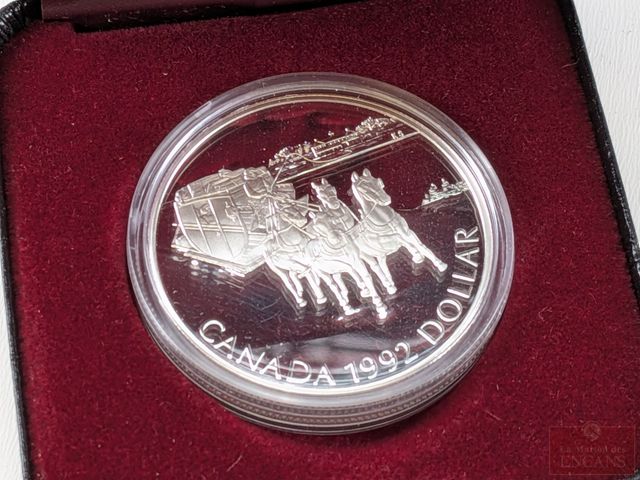 CANADA 1992 DOLLAR
La Maison des
ENCANS